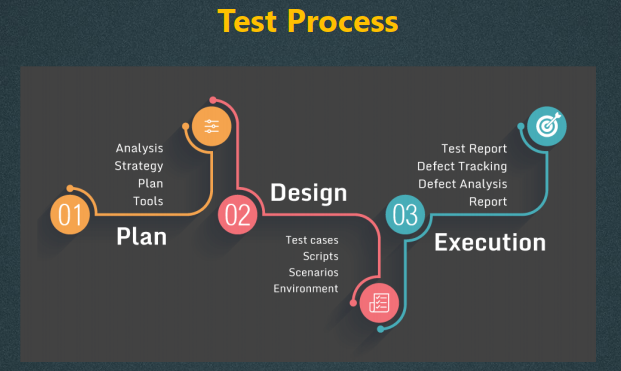 Test Process
01
Plan
Analysis
Strategy
Plan
Tools
02
Design
Test cases
Scripts
Scenarios
Environment
03
Execution
Test Report
Defect Tracking
Defect Analysis
Report